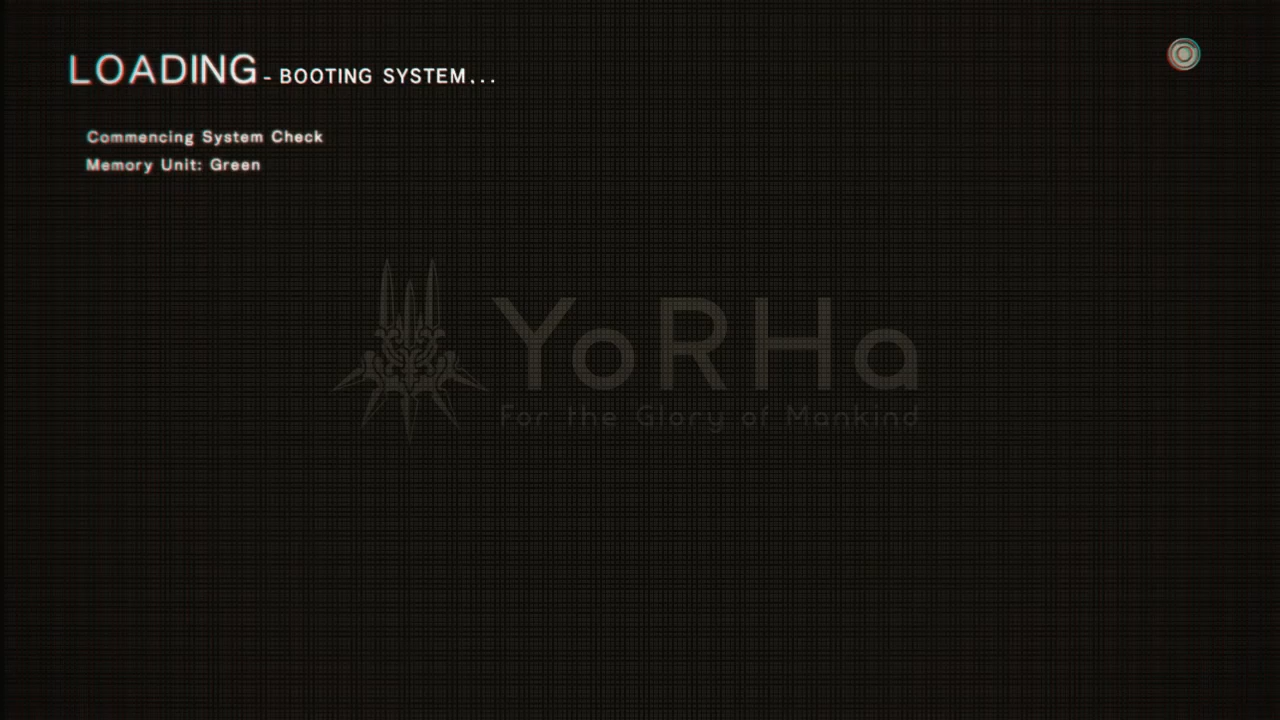 LOADING - BOOTING SYSTEM...
Commencing System Check
Memory Unit: Green
YoRHa
For the Glory of Mankind